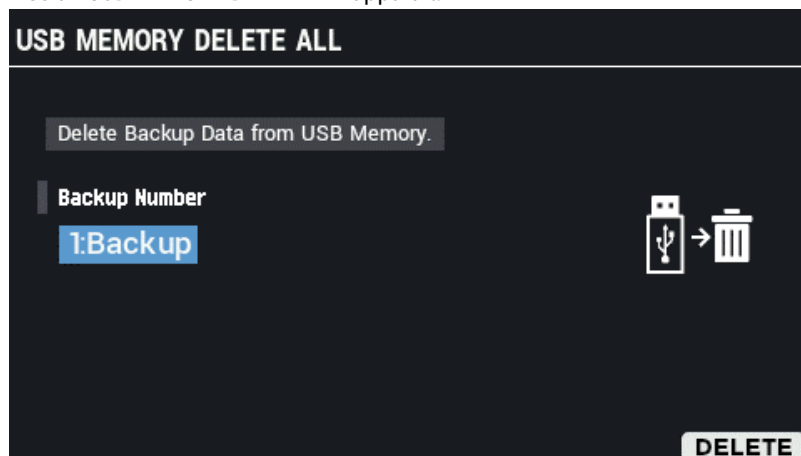 USB MEMORY DELETE ALL
Delete Backup Data from USB Memory.
Backup Number
1:Backup
DELETE